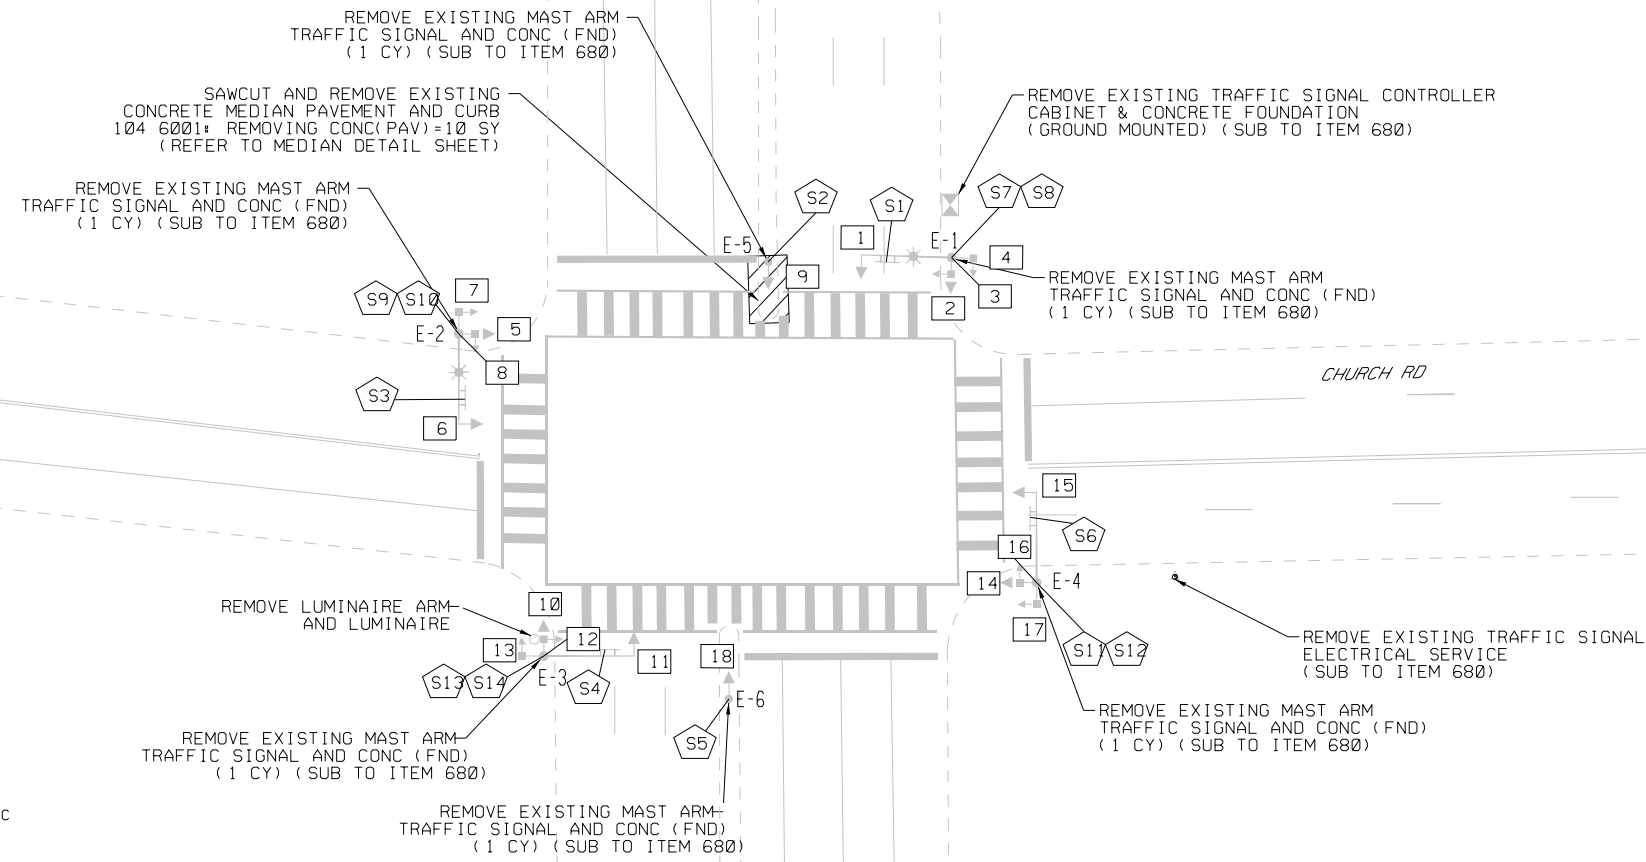 REMOVE EXISTING MAST ARM
TRAFFIC SIGNAL AND CONC (FND)
(1 CY) (SUB TO ITEM 680)
SAWCUT AND REMOVE EXISTING
CONCRETE MEDIAN PAVEMENT AND CURB
104 6001: REMOVING CONC(PAV)=10 SY
(REFER TO MEDIAN DETAIL SHEET)
REMOVE EXISTING TRAFFIC SIGNAL CONTROLLER
CABINET & CONCRETE FOUNDATION
(GROUND MOUNTED) (SUB TO ITEM 680)
REMOVE EXISTING MAST ARM
TRAFFIC SIGNAL AND CONC (FND)
(1 CY) (SUB TO ITEM 680)
S2
S1
S7 S8
E-5
1
E-1
4
9
3
2
REMOVE EXISTING MAST ARM
TRAFFIC SIGNAL AND CONC (FND)
(1 CY) (SUB TO ITEM 680)
S9 S10
7
E-2
5
8
S3
6
CHURCH RD
15
S6
16
14
E-4
17
S11 S12
REMOVE LUMINAIRE ARM
AND LUMINAIRE
10
12
13
11
18
S13 S14
E-3
S4
E-6
S5
REMOVE EXISTING TRAFFIC SIGNAL
ELECTRICAL SERVICE
(SUB TO ITEM 680)
REMOVE EXISTING MAST ARM
TRAFFIC SIGNAL AND CONC (FND)
(1 CY) (SUB TO ITEM 680)
REMOVE EXISTING MAST ARM
TRAFFIC SIGNAL AND CONC (FND)
(1 CY) (SUB TO ITEM 680)
REMOVE EXISTING MAST ARM
TRAFFIC SIGNAL AND CONC (FND)
(1 CY) (SUB TO ITEM 680)
C